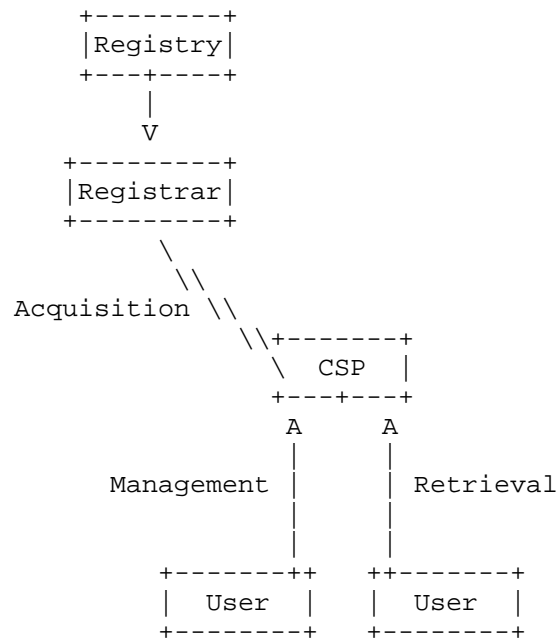 Registry
V
Registrar
Acquisition
CSP
A A
Management Retrieval
User User